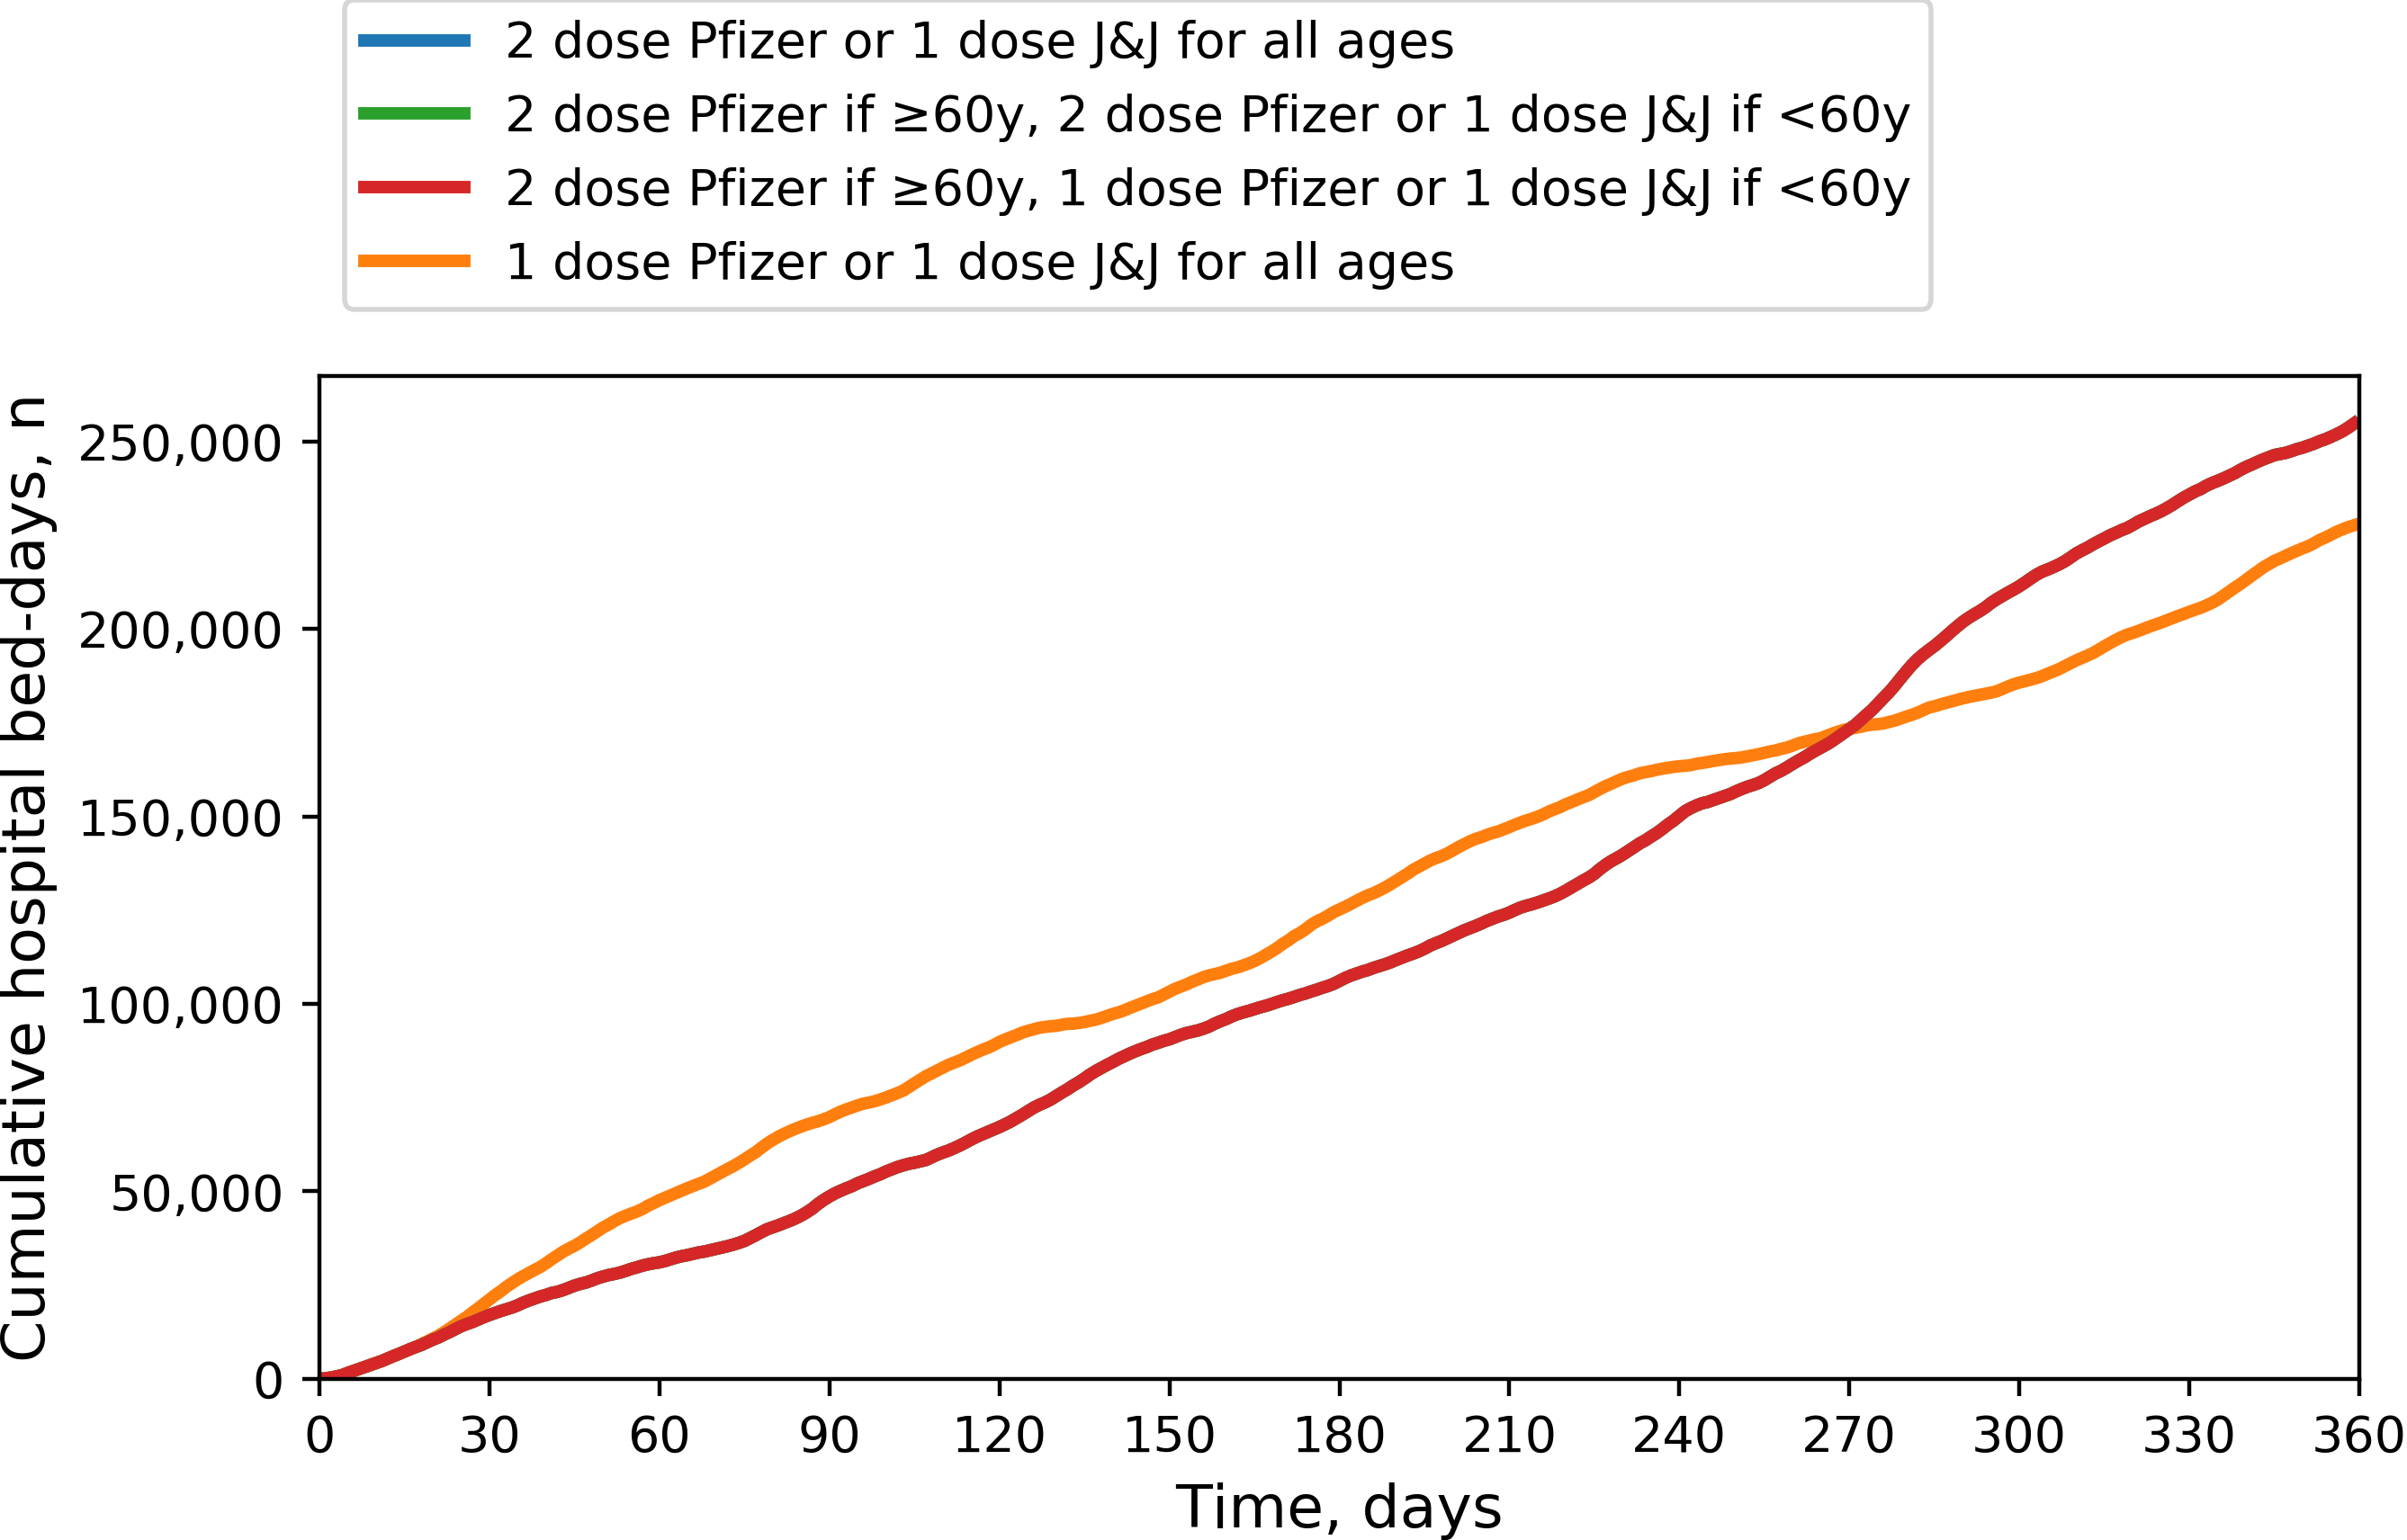 2 dose Pfizer or 1 dose J&J for all ages
2 dose Pfizer if ≥60y, 2 dose Pfizer or 1 dose J&J if <60y
2 dose Pfizer if ≥60y, 1 dose Pfizer or 1 dose J&J if <60y
1 dose Pfizer or 1 dose J&J for all ages
Cumulative hospital bed-days, n
250,000
200,000
150,000
100,000
50,000
0
0 30 60 90 120 150 180 210 240 270 300 330 360
Time, days